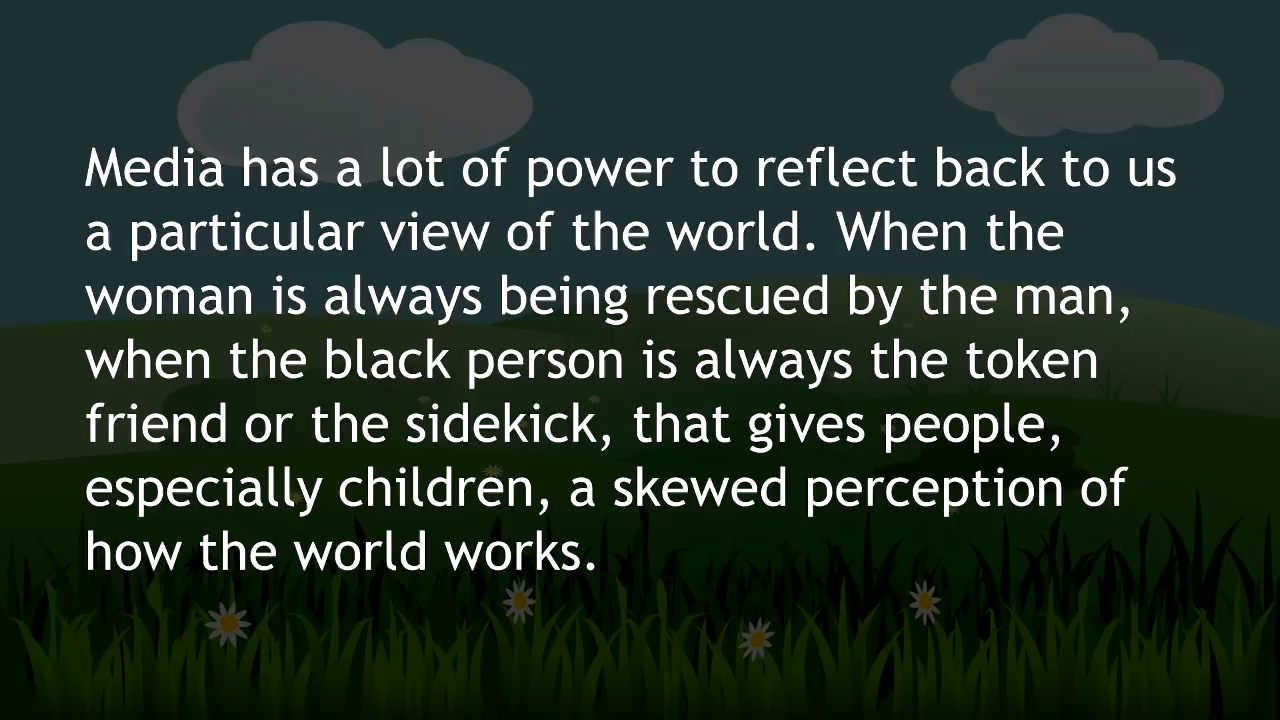 Media has a lot of power to reflect back to us
a particular view of the world. When the
woman is always being rescued by the man,
when the black person is always the token
friend or the sidekick, that gives people,
especially children, a skewed perception of
how the world works.